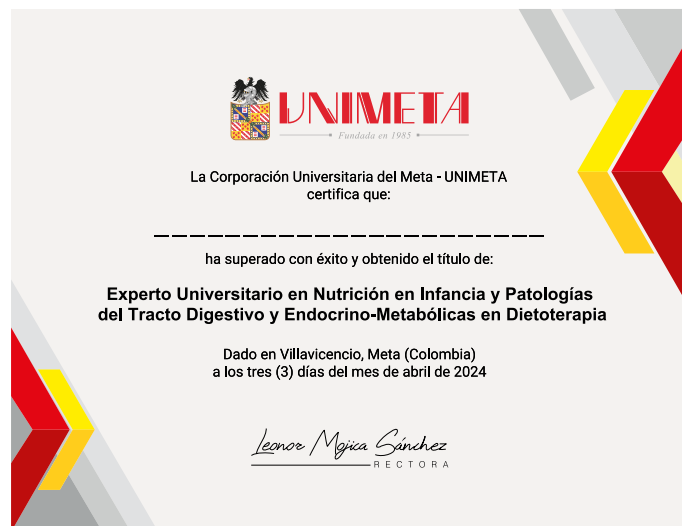 UNIMETA
Fundada en 1985
La Corporación Universitaria del Meta - UNIMETA
certifica que:
ha superado con éxito y obtenido el título de:
Experto Universitario en Nutrición en Infancia y Patologías
del Tracto Digestivo y Endocrino-Metabólicas en Dietoterapia
Dado en Villavicencio, Meta (Colombia)
a los tres (3) días del mes de abril de 2024
Leonor Mojica Sánchez
RECTORA